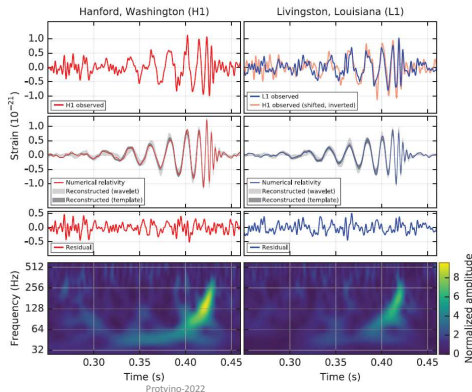 Hanford, Washington (H1)
Livingston, Louisiana (L1)
1.0
0.5
0.0
-0.5
-1.0
H1 observed
L1 observed
H1 observed (shifted, inverted)
Strain (10⁻²¹)
1.0
0.5
0.0
-0.5
-1.0
Numerical relativity
Reconstructed (wavelet)
Reconstructed (template)
Numerical relativity
Reconstructed (wavelet)
Reconstructed (template)
0.5
0.0
-0.5
Residual
Residual
Frequency (Hz)
512
256
128
64
32
0.30
0.35
0.40
0.45
0.30
0.35
0.40
0.45
Time (s)
Time (s)
8
6
4
2
0
Normalized amplitude
Protvino-2022